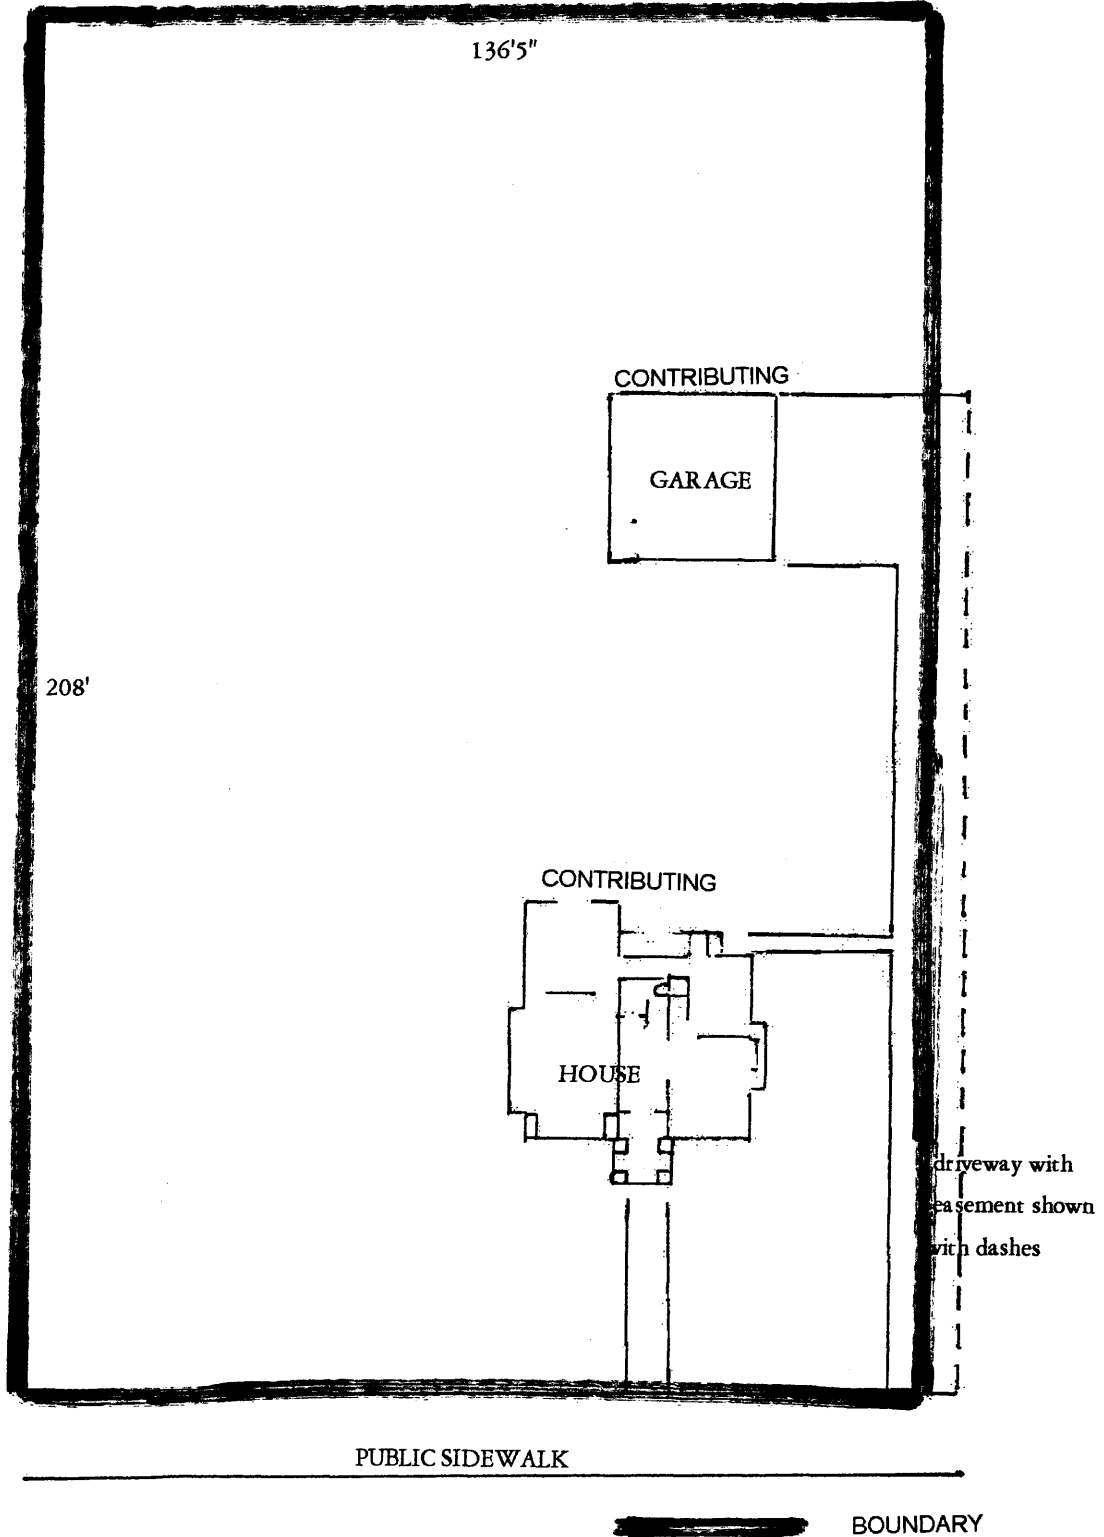 136'5"
CONTRIBUTING
GARAGE
208'
CONTRIBUTING
HOUSE
driveway with
easement shown
with dashes
PUBLIC SIDEWALK
BOUNDARY